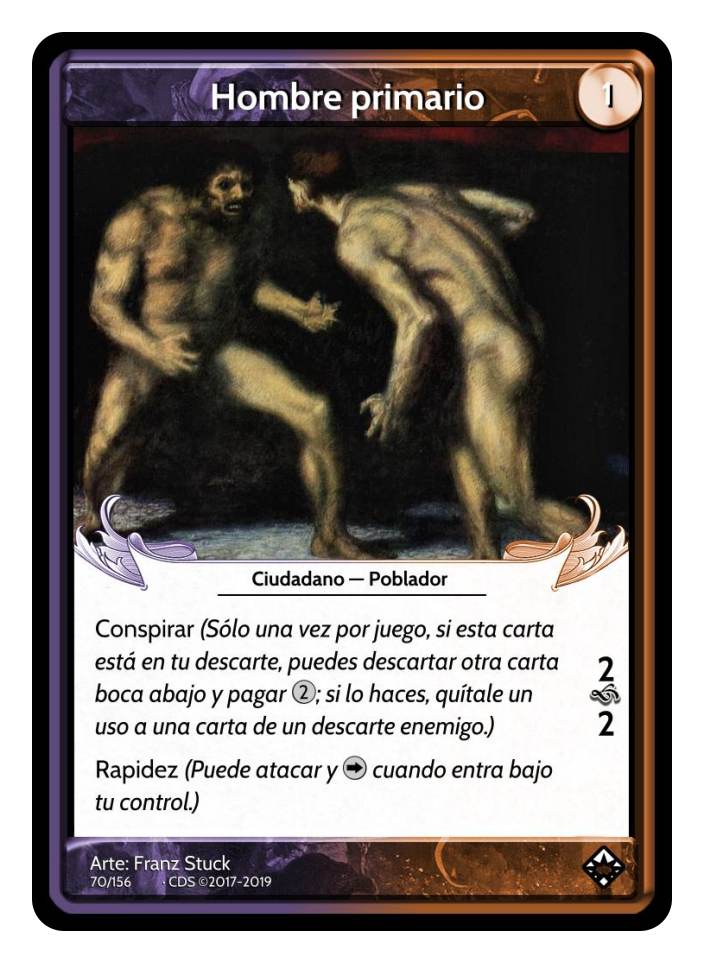 Hombre primario
1
Ciudadano — Poblador
Conspirar (Sólo una vez por juego, si esta carta
está en tu descarte, puedes descartar otra carta
boca abajo y pagar 2; si lo haces, quítale un
uso a una carta de un descarte enemigo.)
2
2
Rapidez (Puede atacar y ➡ cuando entra bajo
tu control.)
Arte: Franz Stuck
70/156 · CDS ©2017-2019